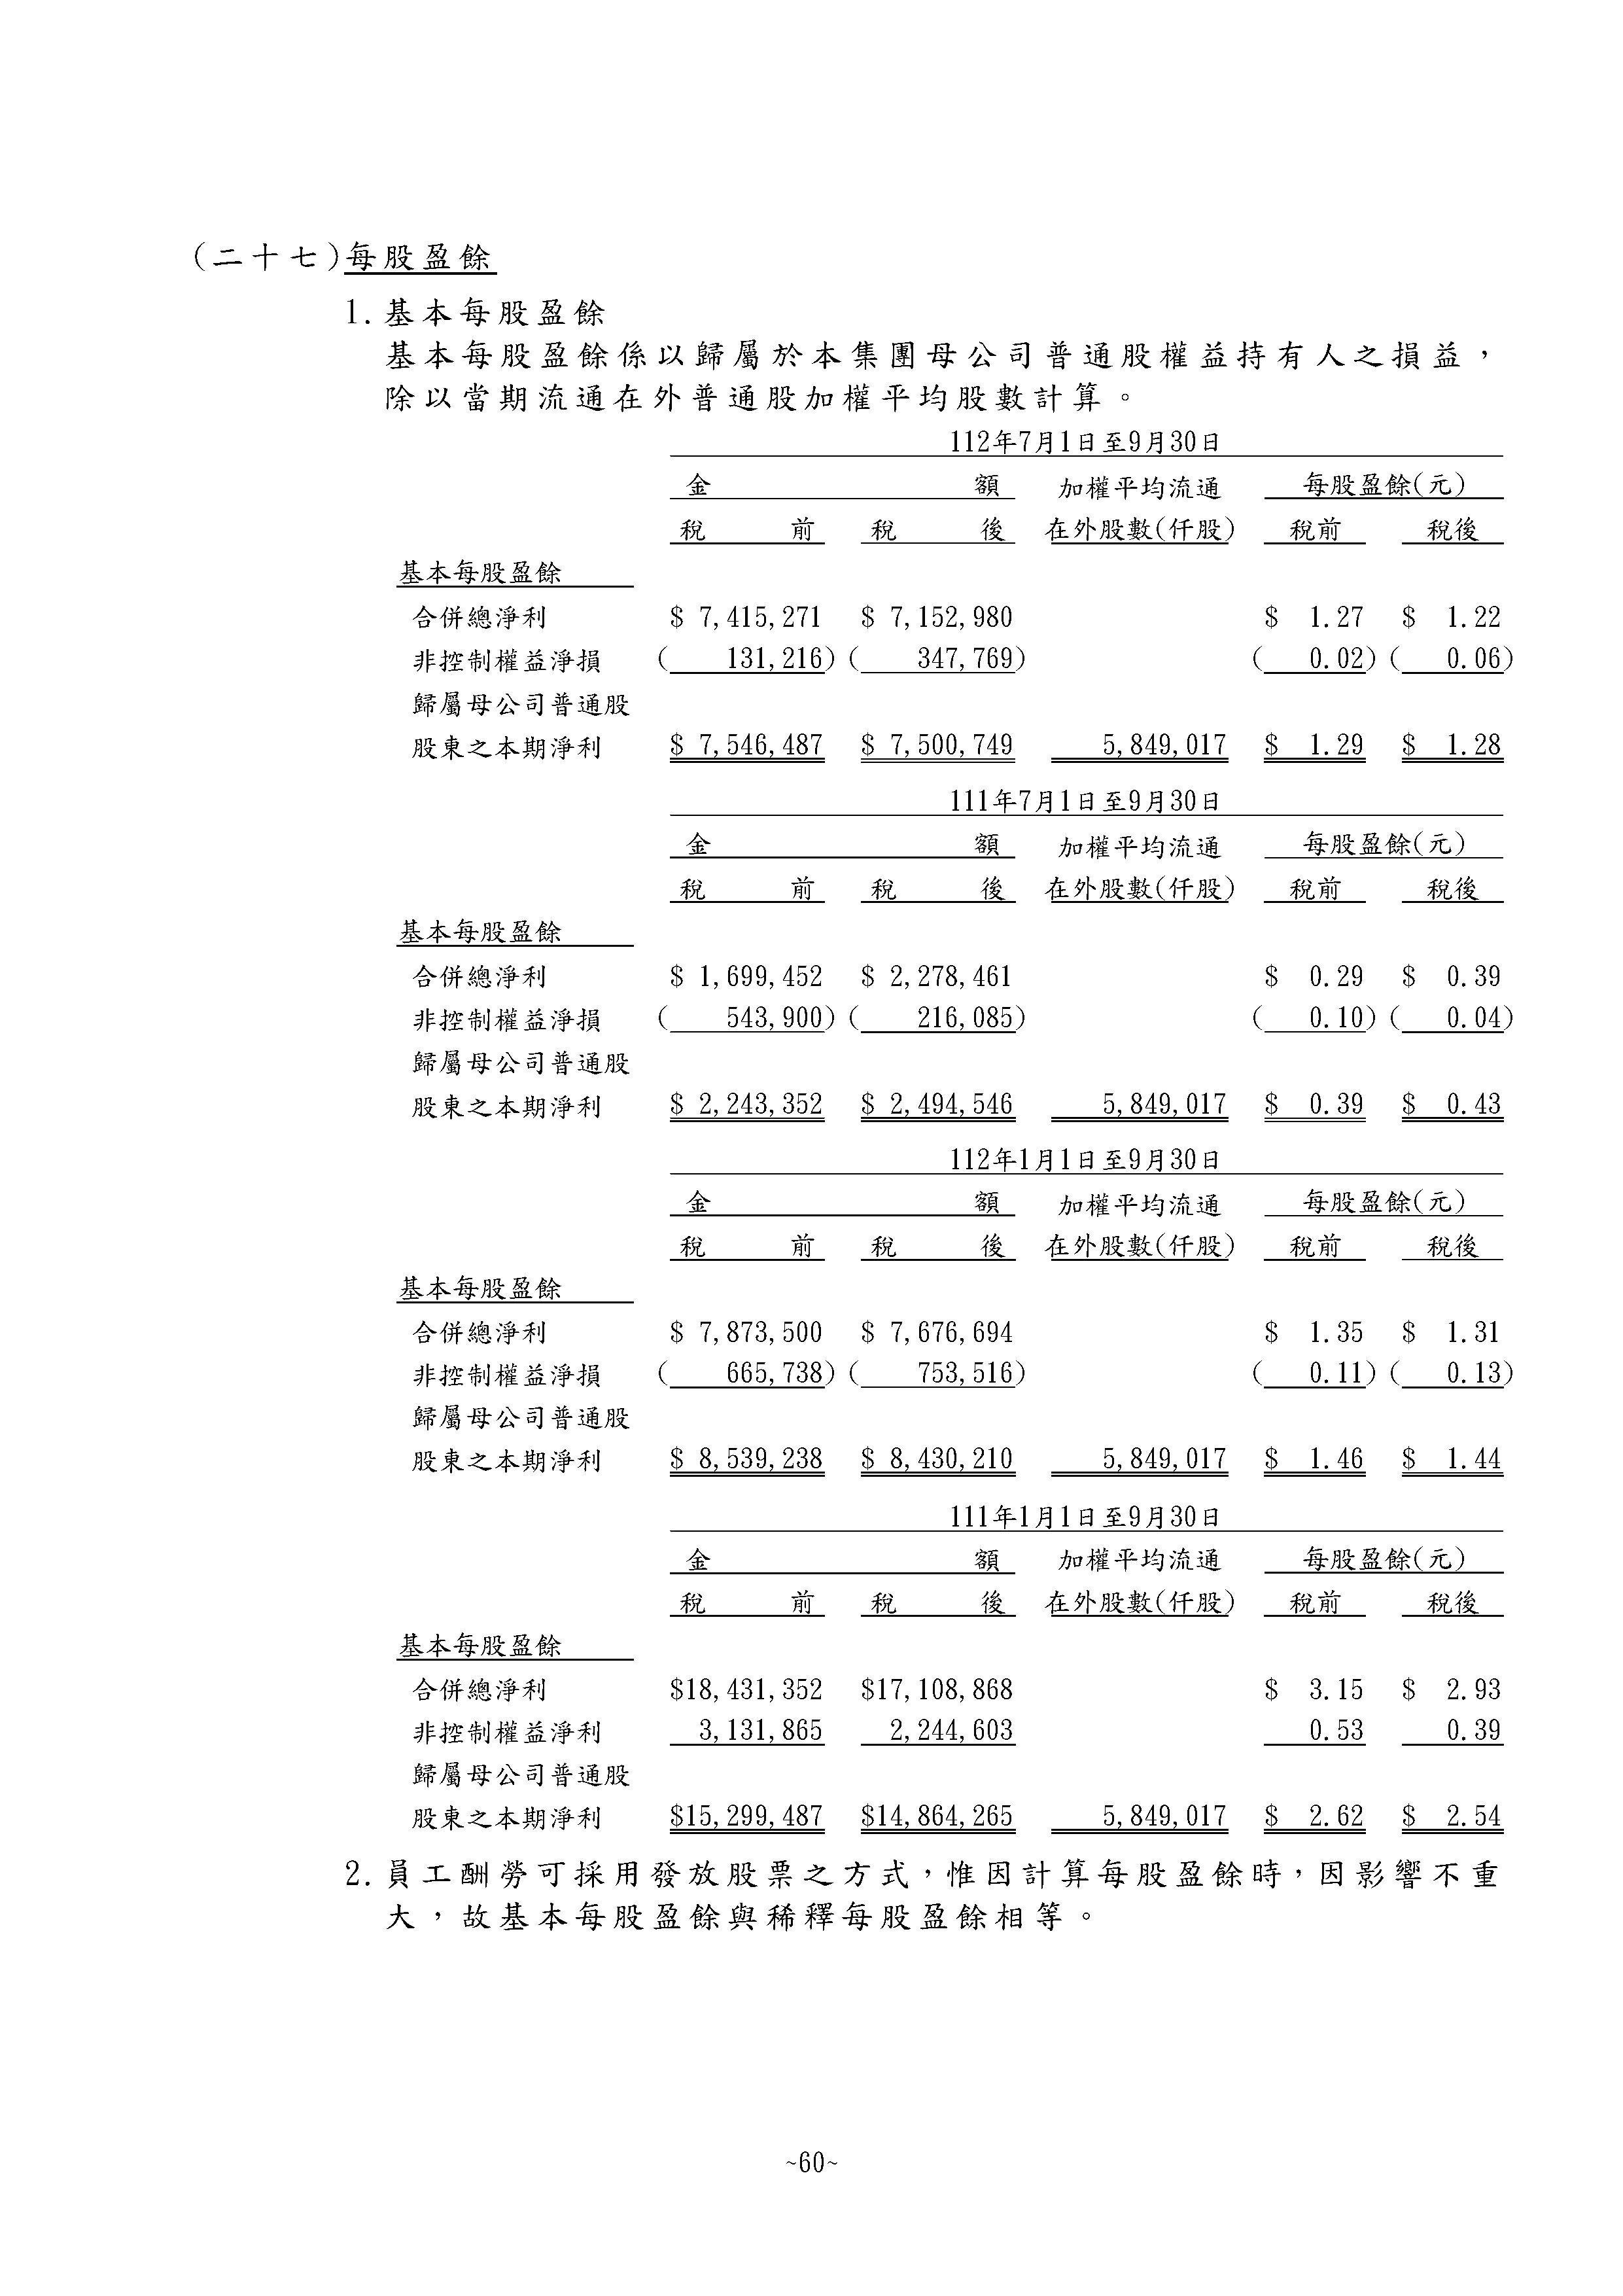 (二十七)每股盈餘
1.基本每股盈餘
基本每股盈餘係以歸屬於本集團母公司普通股權益持有人之損益，
除以當期流通在外普通股加權平均股數計算。
112年7月1日至9月30日
金 額 加權平均流通 每股盈餘(元)
稅 前 稅 後 在外股數(仟股) 稅前 稅後
基本每股盈餘
合併總淨利 $ 7,415,271 $ 7,152,980 $ 1.27 $ 1.22
非控制權益淨損 ( 131,216) ( 347,769) ( 0.02) ( 0.06)
歸屬母公司普通股
股東之本期淨利 $ 7,546,487 $ 7,500,749 5,849,017 $ 1.29 $ 1.28
111年7月1日至9月30日
金 額 加權平均流通 每股盈餘(元)
稅 前 稅 後 在外股數(仟股) 稅前 稅後
基本每股盈餘
合併總淨利 $ 1,699,452 $ 2,278,461 $ 0.29 $ 0.39
非控制權益淨損 ( 543,900) ( 216,085) ( 0.10) ( 0.04)
歸屬母公司普通股
股東之本期淨利 $ 2,243,352 $ 2,494,546 5,849,017 $ 0.39 $ 0.43
112年1月1日至9月30日
金 額 加權平均流通 每股盈餘(元)
稅 前 稅 後 在外股數(仟股) 稅前 稅後
基本每股盈餘
合併總淨利 $ 7,873,500 $ 7,676,694 $ 1.35 $ 1.31
非控制權益淨損 ( 665,738) ( 753,516) ( 0.11) ( 0.13)
歸屬母公司普通股
股東之本期淨利 $ 8,539,238 $ 8,430,210 5,849,017 $ 1.46 $ 1.44
111年1月1日至9月30日
金 額 加權平均流通 每股盈餘(元)
稅 前 稅 後 在外股數(仟股) 稅前 稅後
基本每股盈餘
合併總淨利 $18,431,352 $17,108,868 $ 3.15 $ 2.93
非控制權益淨利 3,131,865 2,244,603 0.53 0.39
歸屬母公司普通股
股東之本期淨利 $15,299,487 $14,864,265 5,849,017 $ 2.62 $ 2.54
2.員工酬勞可採用發放股票之方式，惟因計算每股盈餘時，因影響不重
大，故基本每股盈餘與稀釋每股盈餘相等。
~60~